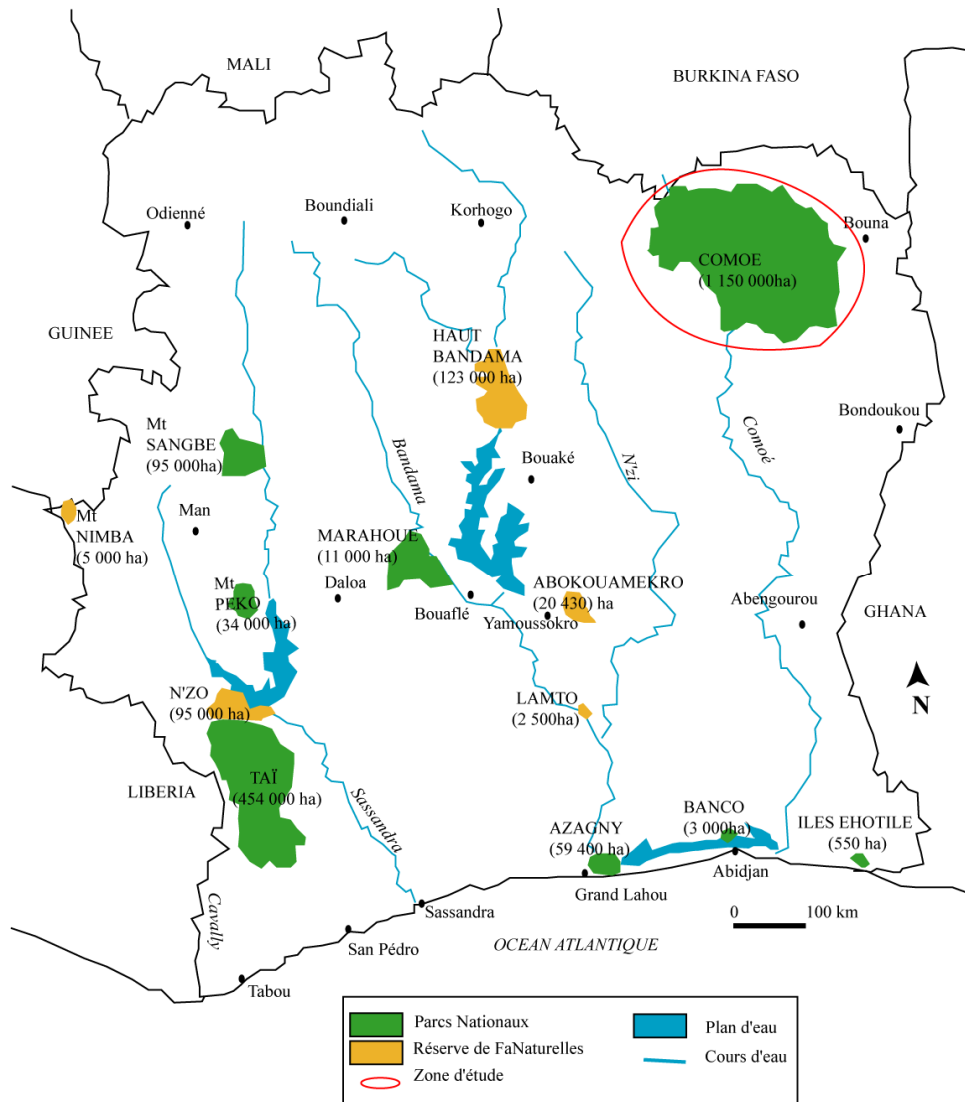 MALI
BURKINA FASO
Odienné
Boundiali
Korhogo
Bouna
COMOE
(1 150 000ha)
GUINEE
HAUT
BANDAMA
(123 000 ha)
Mt
SANGBE
(95 000ha)
Bondoukou
Bandama
Bouaké
N'zi
Comoé
Mt
NIMBA
(5 000 ha)
Man
MARAHOUE
(11 000 ha)
Daloa
Bouaflé
Mt
PEKO
(34 000 ha)
ABOKOUAMEKRO
(20 430) ha
Yamoussokro
Abengourou
GHANA
N
N'ZO
(95 000 ha)
LAMTO
(2 500ha)
TAÏ
(454 000 ha)
LIBERIA
Sassandra
AZAGNY
(59 400 ha)
BANCO
(3 000ha)
ILES EHOTILE
(550 ha)
Abidjan
Grand Lahou
Cavally
Sassandra
San Pédro
Tabou
OCEAN ATLANTIQUE
0 100 km
Parcs Nationaux
Réserve de FaNaturelles
Zone d'étude
Plan d'eau
Cours d'eau